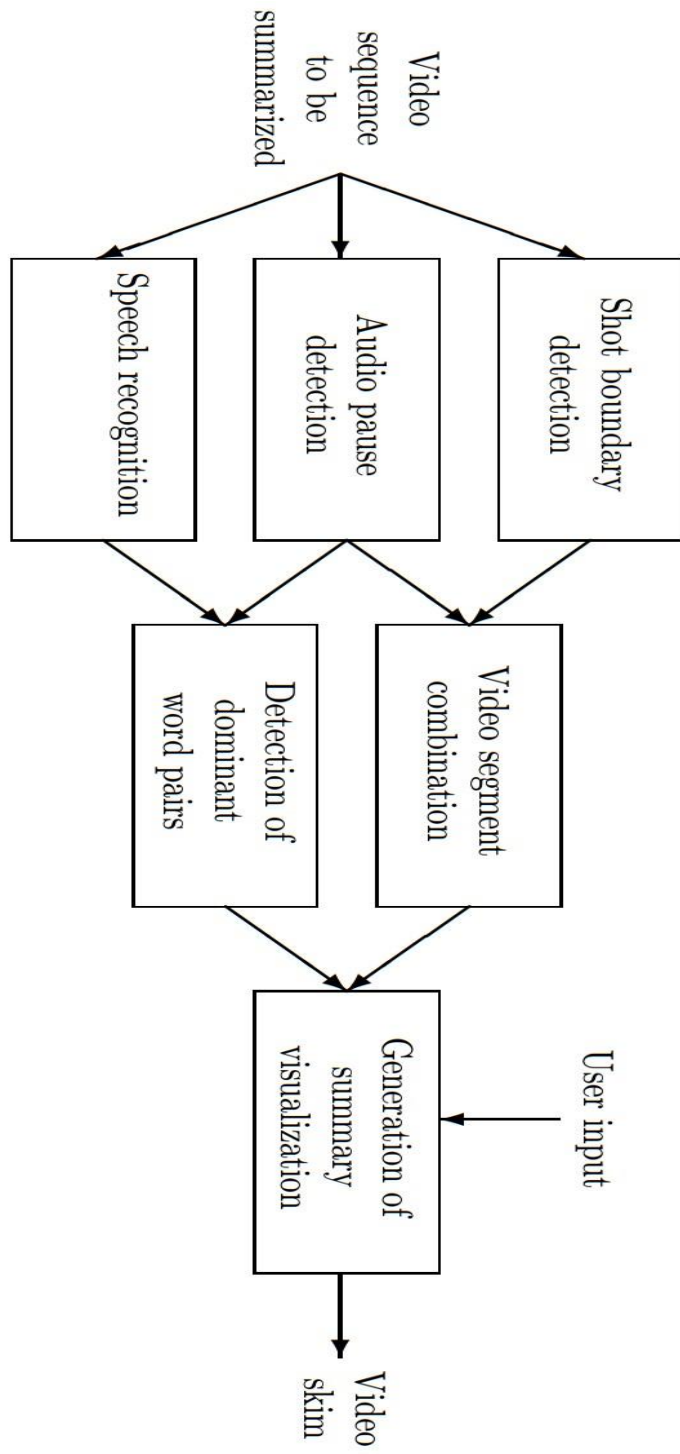 Video
sequence
to be
summarized
Shot boundary
detection
Audio pause
detection
Speech recognition
Video segment
combination
Detection of
dominant
word pairs
User input
Generation of
summary
visualization
Video
skim